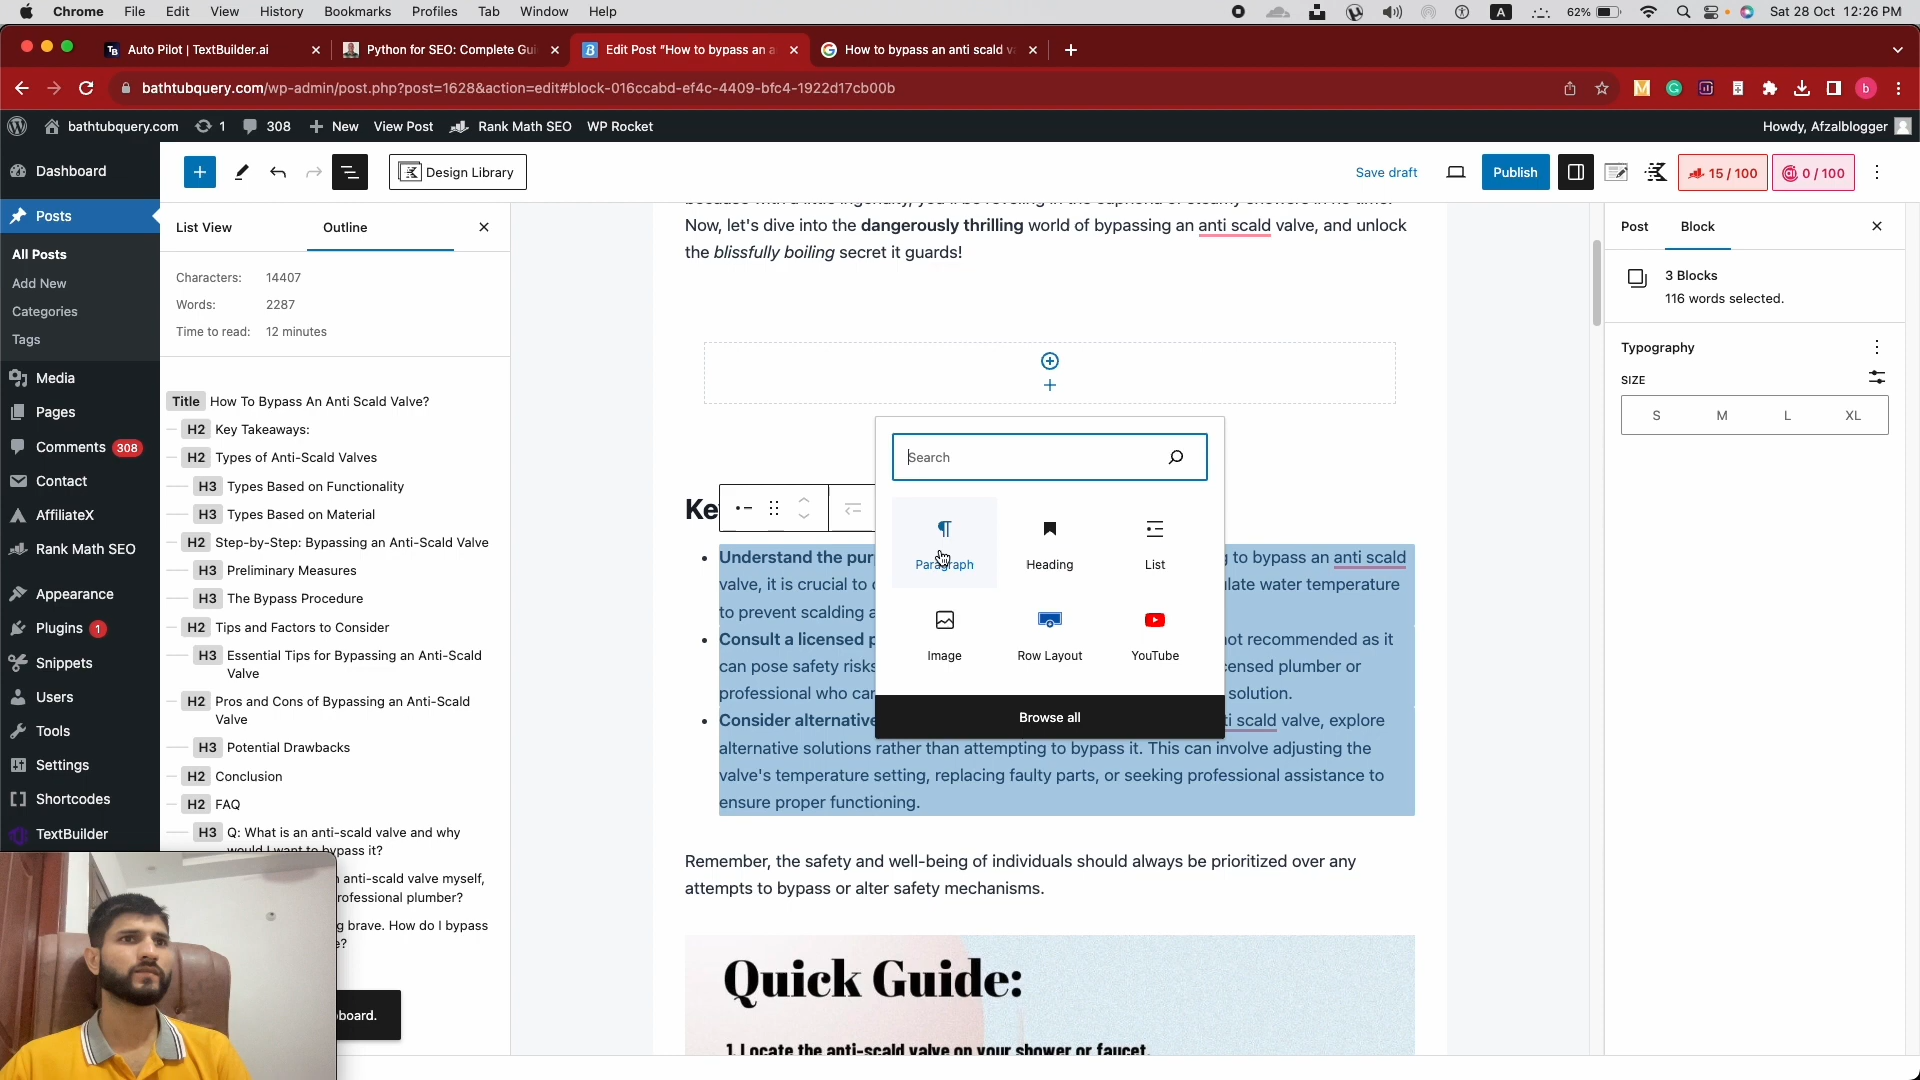 Chrome File Edit View History Bookmarks Profiles Tab Window Help
A 62% Sat 28 Oct 12:26 PM
Auto Pilot | TextBuilder.ai
Python for SEO: Complete Gui
Edit Post "How to bypass an a
How to bypass an anti scald v
bathtubquery.com/wp-admin/post.php?post=1628&action=edit#block-016ccabd-ef4c-4409-bfc4-1922d17cb00b
bathtubquery.com 1 308 New View Post Rank Math SEO WP Rocket
Howdy, Afzalblogger
Dashboard
Posts
All Posts
Add New
Categories
Tags
Media
Pages
Comments 308
Contact
AffiliateX
Rank Math SEO
Appearance
Plugins 1
Snippets
Users
Tools
Settings
Shortcodes
TextBuilder
Design Library
Save draft
Publish
15 / 100
0 / 100
List View
Outline
Characters: 14407
Words: 2287
Time to read: 12 minutes
Title How To Bypass An Anti Scald Valve?
H2 Key Takeaways:
H2 Types of Anti-Scald Valves
H3 Types Based on Functionality
H3 Types Based on Material
H2 Step-by-Step: Bypassing an Anti-Scald Valve
H3 Preliminary Measures
H3 The Bypass Procedure
H2 Tips and Factors to Consider
H3 Essential Tips for Bypassing an Anti-Scald
Valve
H2 Pros and Cons of Bypassing an Anti-Scald
Valve
H3 Potential Drawbacks
H2 Conclusion
H2 FAQ
H3 Q: What is an anti-scald valve and why
would I want to bypass it?
anti-scald valve myself,
rofessional plumber?
g brave. How do I bypass
e?
board.
Now, let's dive into the dangerously thrilling world of bypassing an anti scald valve, and unlock
the blissfully boiling secret it guards!
Search
Paragraph
Heading
List
Image
Row Layout
YouTube
Browse all
Ke
Understand the pur g to bypass an anti scald
valve, it is crucial to ulate water temperature
to prevent scalding a
Consult a licensed p ot recommended as it
can pose safety risks censed plumber or
professional who car solution.
Consider alternative ti scald valve, explore
alternative solutions rather than attempting to bypass it. This can involve adjusting the
valve's temperature setting, replacing faulty parts, or seeking professional assistance to
ensure proper functioning.
Remember, the safety and well-being of individuals should always be prioritized over any
attempts to bypass or alter safety mechanisms.
Quick Guide:
1. Locate the anti-scald valve on your shower or faucet.
Post
Block
3 Blocks
116 words selected.
Typography
SIZE
S M L XL